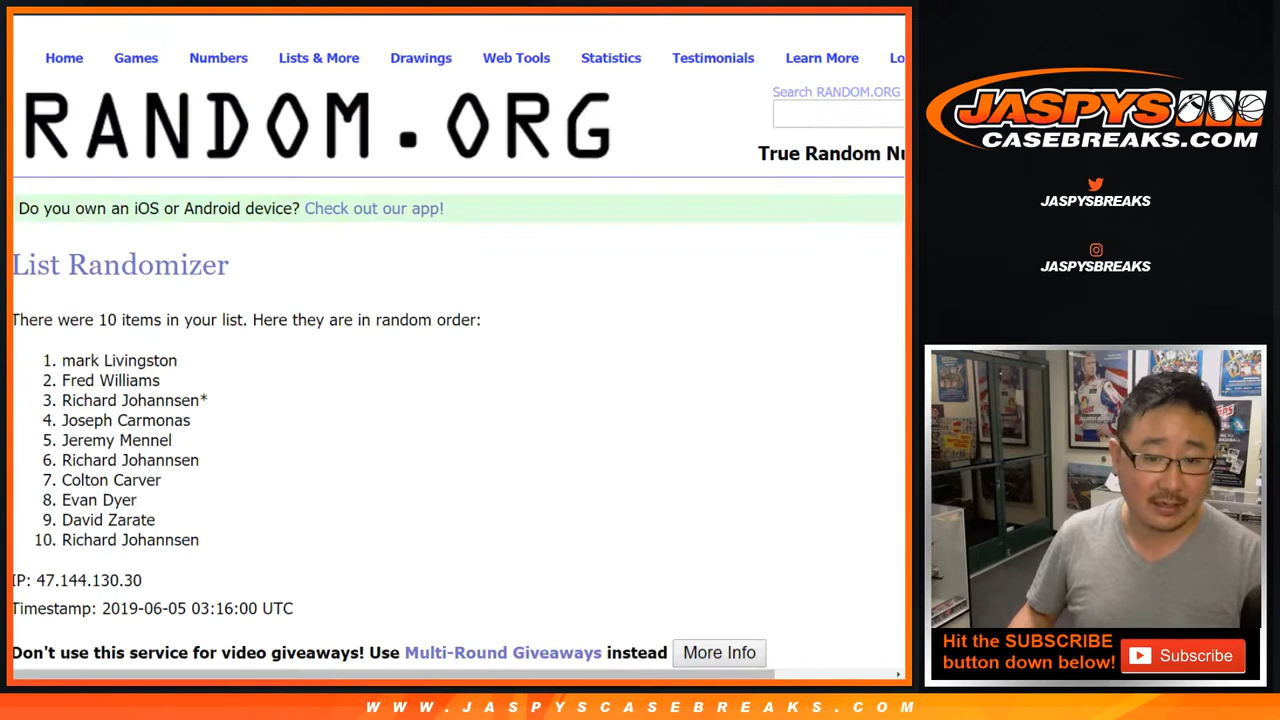 Home Games Numbers Lists & More Drawings Web Tools Statistics Testimonials Learn More Lo
RANDOM.ORG
Search RANDOM.ORG
True Random Nu
Do you own an iOS or Android device? Check out our app!
List Randomizer
There were 10 items in your list. Here they are in random order:
1. mark Livingston
2. Fred Williams
3. Richard Johannsen*
4. Joseph Carmonas
5. Jeremy Mennel
6. Richard Johannsen
7. Colton Carver
8. Evan Dyer
9. David Zarate
10. Richard Johannsen
IP: 47.144.130.30
Timestamp: 2019-06-05 03:16:00 UTC
Don't use this service for video giveaways! Use Multi-Round Giveaways instead More Info
JASPYS
CASEBREAKS.COM
JASPYSBREAKS
JASPYSBREAKS
Hit the SUBSCRIBE
button down below!
Subscribe
WWW.JASPYSCASEBREAKS.COM